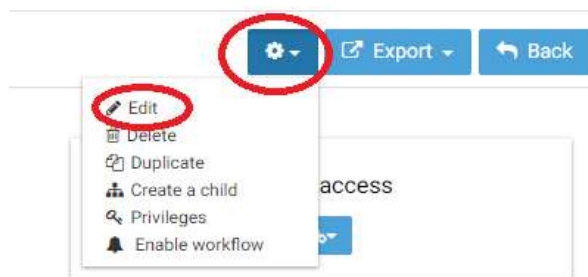 Export Back
Edit
Delete
Duplicate
Create a child
access
Privileges
Enable workflow